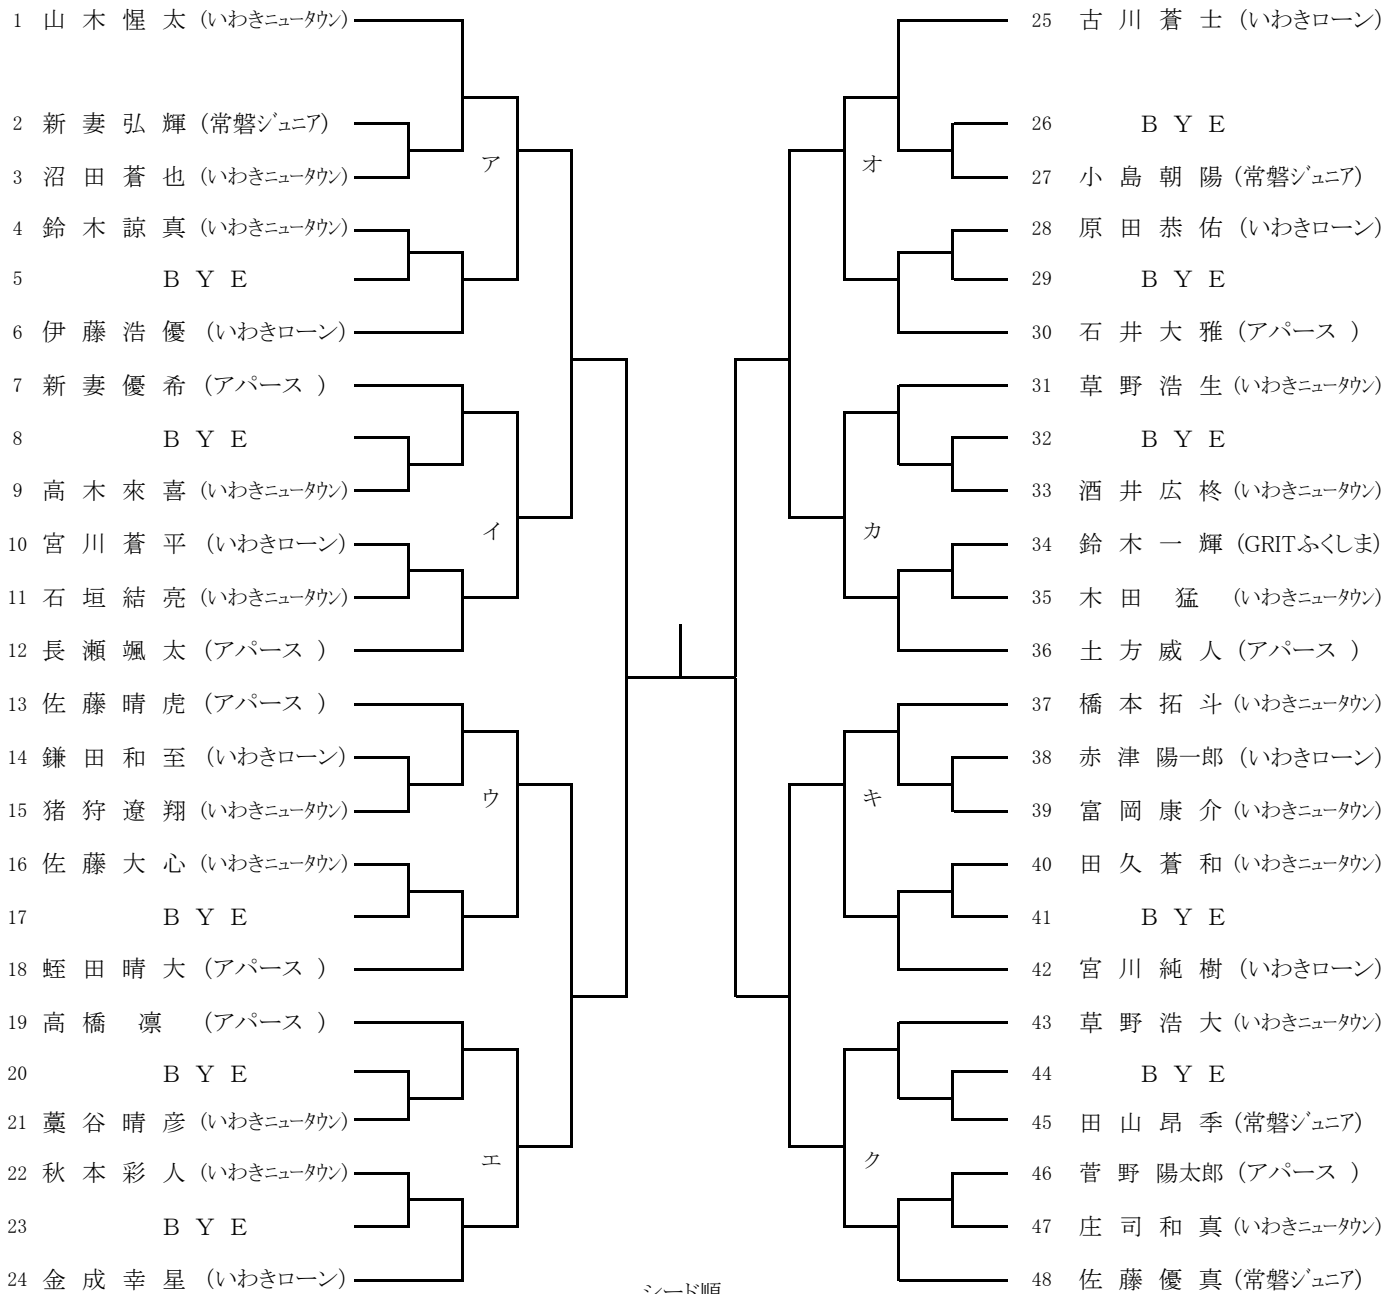 1 山木惺太 (いわきニュータウン)
2 新妻弘輝 (常磐ジュニア)
3 沼田蒼也 (いわきニュータウン)
ア
4 鈴木諒真 (いわきニュータウン)
5 BYE
6 伊藤浩優 (いわきローン)
7 新妻優希 (アパース )
8 BYE
9 高木來喜 (いわきニュータウン)
イ
10 宮川蒼平 (いわきローン)
11 石垣結亮 (いわきニュータウン)
12 長瀬颯太 (アパース )
13 佐藤晴虎 (アパース )
14 鎌田和至 (いわきローン)
ウ
15 猪狩遼翔 (いわきニュータウン)
16 佐藤大心 (いわきニュータウン)
17 BYE
18 蛭田晴大 (アパース )
19 高橋 凛 (アパース )
20 BYE
21 藁谷晴彦 (いわきニュータウン)
エ
22 秋本彩人 (いわきニュータウン)
23 BYE
24 金成幸星 (いわきローン)
25 古川蒼士 (いわきローン)
26 BYE
27 小島朝陽 (常磐ジュニア)
オ
28 原田恭佑 (いわきローン)
29 BYE
30 石井大雅 (アパース )
31 草野浩生 (いわきニュータウン)
32 BYE
33 酒井広柊 (いわきニュータウン)
カ
34 鈴木一輝 (GRITふくしま)
35 木田 猛 (いわきニュータウン)
36 土方威人 (アパース )
37 橋本拓斗 (いわきニュータウン)
38 赤津陽一郎 (いわきローン)
キ
39 富岡康介 (いわきニュータウン)
40 田久蒼和 (いわきニュータウン)
41 BYE
42 宮川純樹 (いわきローン)
43 草野浩大 (いわきニュータウン)
44 BYE
45 田山昂季 (常磐ジュニア)
ク
46 菅野陽太郎 (アパース )
47 庄司和真 (いわきニュータウン)
48 佐藤優真 (常磐ジュニア)
シード順